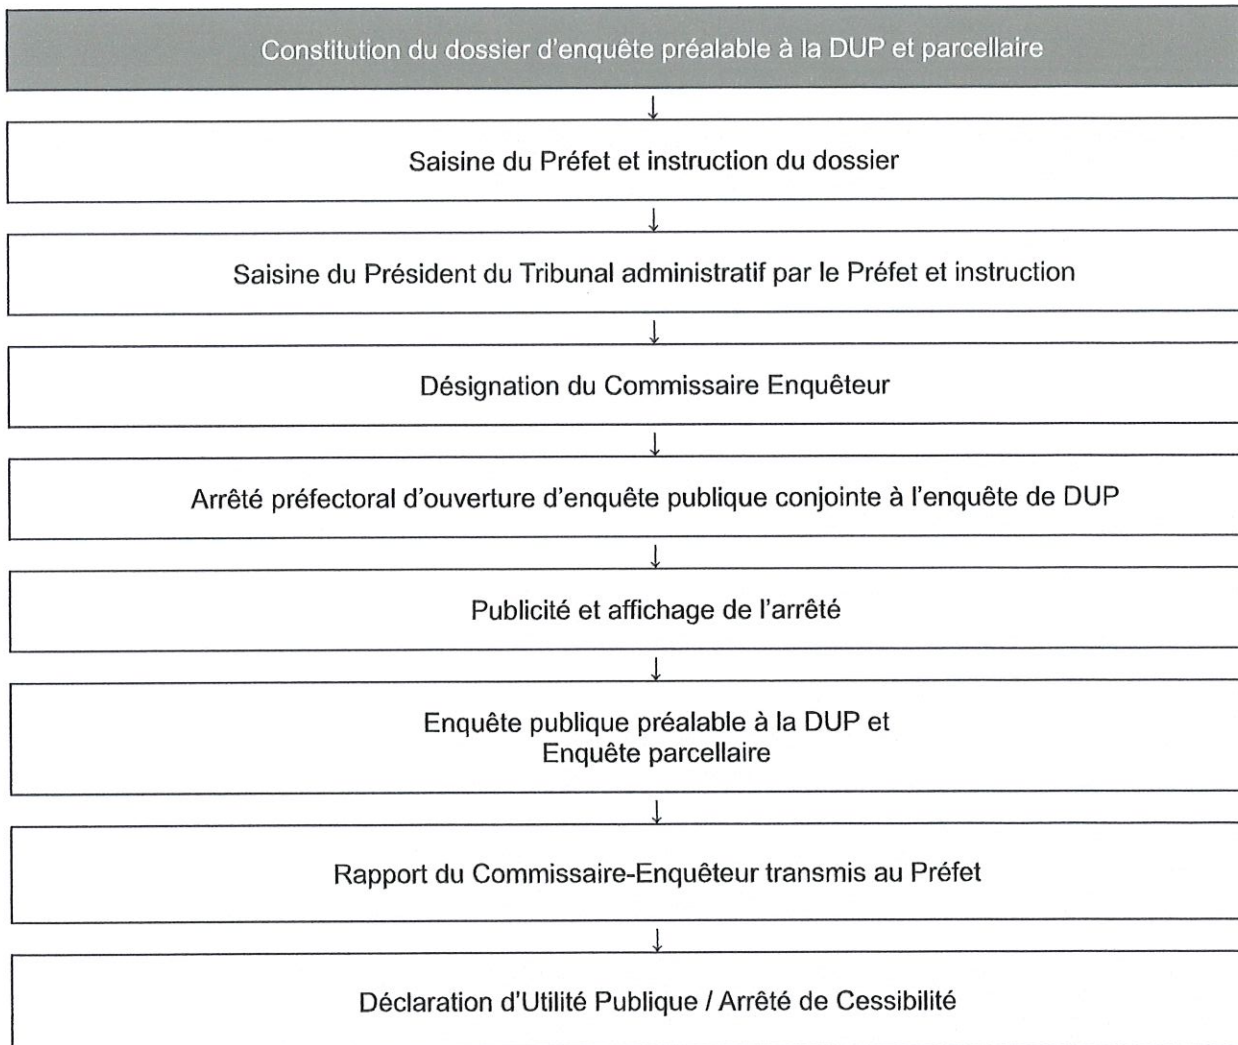 Constitution du dossier d'enquête préalable à la DUP et parcellaire
↓
Saisine du Préfet et instruction du dossier
↓
Saisine du Président du Tribunal administratif par le Préfet et instruction
↓
Désignation du Commissaire Enquêteur
↓
Arrêté préfectoral d'ouverture d'enquête publique conjointe à l'enquête de DUP
↓
Publicité et affichage de l'arrêté
↓
Enquête publique préalable à la DUP et
Enquête parcellaire
↓
Rapport du Commissaire-Enquêteur transmis au Préfet
↓
Déclaration d'Utilité Publique / Arrêté de Cessibilité